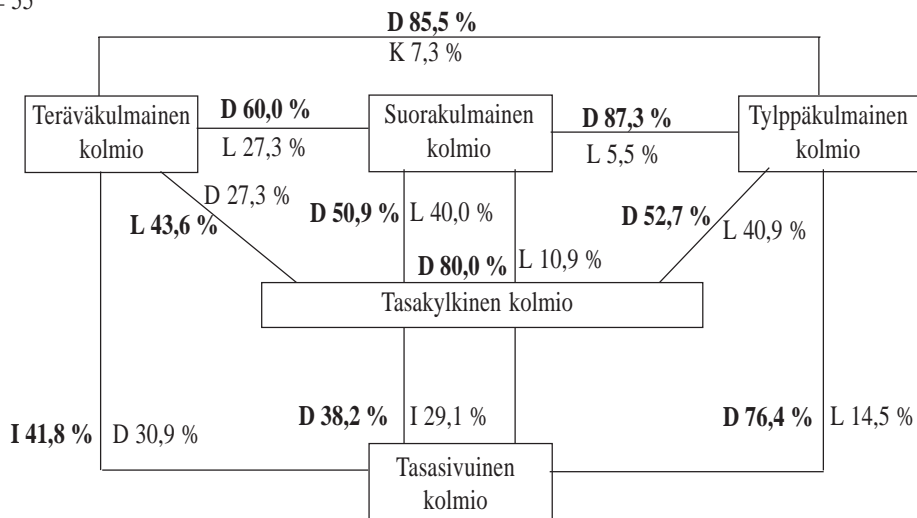 55
D 85,5 %
K 7,3 %
Teräväkulmainen kolmio
D 60,0 %
L 27,3 %
Suorakulmainen kolmio
D 87,3 %
L 5,5 %
Tylppäkulmainen kolmio
D 27,3 %
L 43,6 %
D 50,9 %
L 40,0 %
D 52,7 %
L 40,9 %
D 80,0 %
L 10,9 %
Tasakylkinen kolmio
I 41,8 %
D 30,9 %
D 38,2 %
I 29,1 %
D 76,4 %
L 14,5 %
Tasasivuinen
kolmio